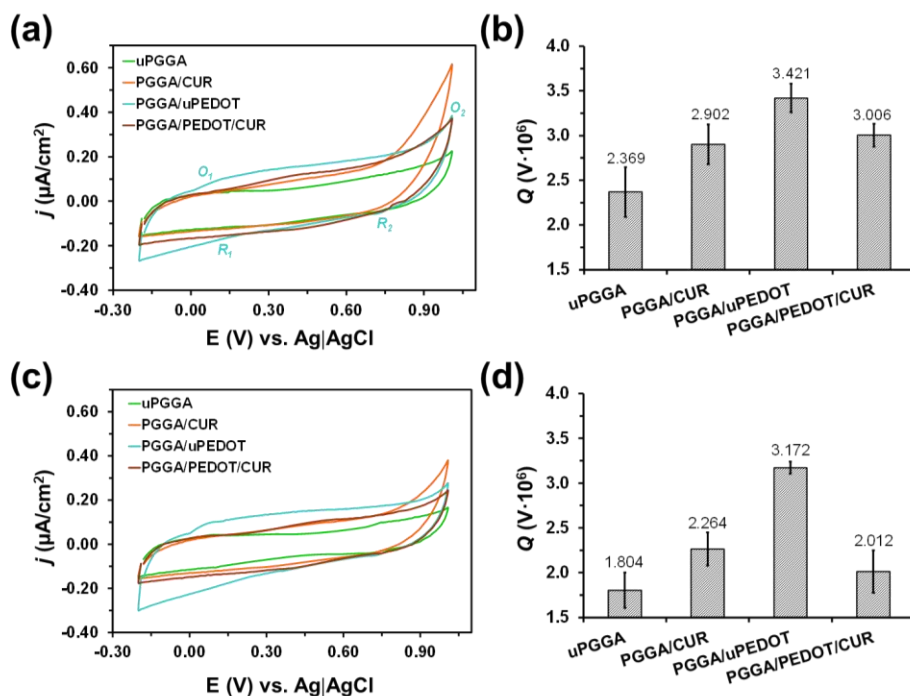 (a)
uPGGA
PGGA/CUR
PGGA/uPEDOT
PGGA/PEDOT/CUR
O₁
O₂
R₁
R₂
0.60
0.40
0.20
0.00
-0.20
-0.40
j (µA/cm²)
-0.30 0.00 0.30 0.60 0.90
E (V) vs. Ag|AgCl
(b)
4.0
3.5
3.0
2.5
2.0
1.5
Q (V·10⁶)
2.369
2.902
3.421
3.006
uPGGA
PGGA/CUR
PGGA/uPEDOT
PGGA/PEDOT/CUR
(c)
uPGGA
PGGA/CUR
PGGA/uPEDOT
PGGA/PEDOT/CUR
0.60
0.40
0.20
0.00
-0.20
-0.40
j (µA/cm²)
-0.30 0.00 0.30 0.60 0.90
E (V) vs. Ag|AgCl
(d)
4.0
3.5
3.0
2.5
2.0
1.5
Q (V·10⁶)
1.804
2.264
3.172
2.012
uPGGA
PGGA/CUR
PGGA/uPEDOT
PGGA/PEDOT/CUR